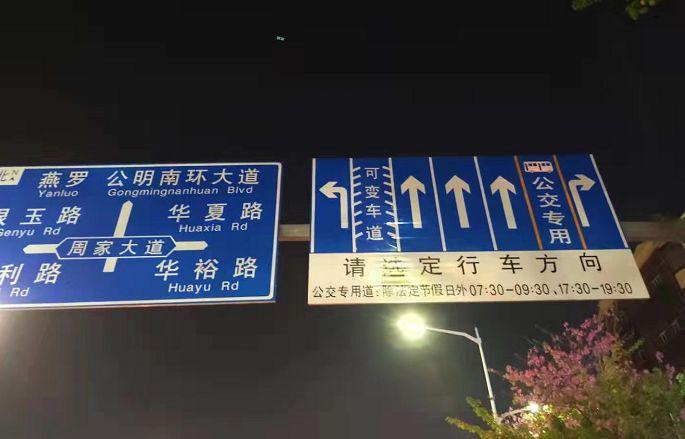 北 N
燕罗 公明南环大道
Yanluo Gongmingnanhuan Blvd
玉路 华夏路
Genyu Rd Huaxia Rd
周家大道
利路 华裕路
Rd Huayu Rd
可变车道
公交专用
请选定行车方向
公交专用道:除法定节假日外07:30-09:30、17:30-19:30